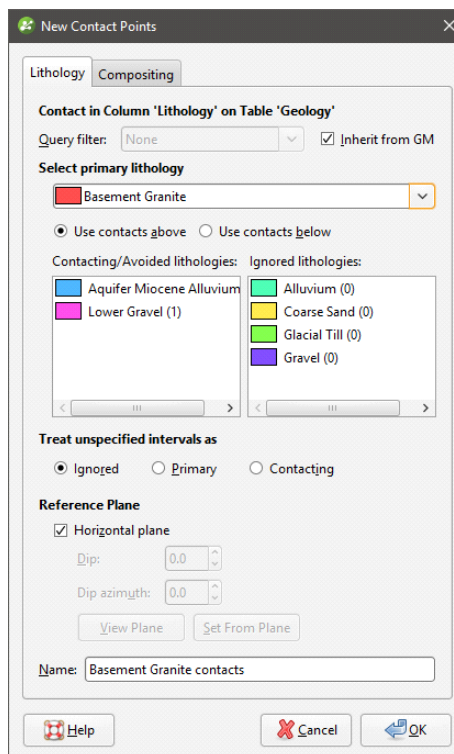 New Contact Points
Lithology Compositing
Contact in Column 'Lithology' on Table 'Geology'
Query filter: None Inherit from GM
Select primary lithology
Basement Granite
Use contacts above Use contacts below
Contacting/Avoided lithologies: Ignored lithologies:
Aquifer Miocene Alluvium Alluvium (0)
Lower Gravel (1) Coarse Sand (0)
Glacial Till (0)
Gravel (0)
Treat unspecified intervals as
Ignored Primary Contacting
Reference Plane
Horizontal plane
Dip: 0.0
Dip azimuth: 0.0
View Plane Set From Plane
Name: Basement Granite contacts
Help Cancel OK